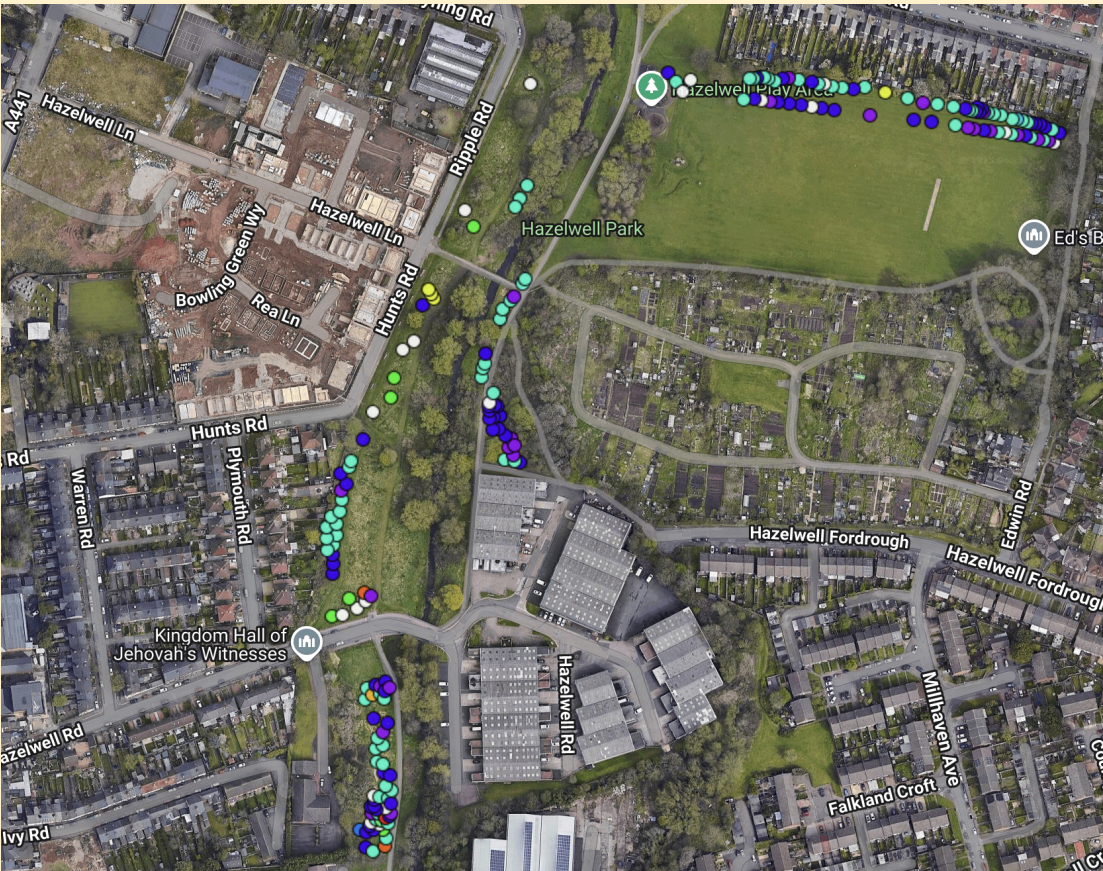 Ripple Rd
A441
Hazelwell Ln
Hazelwell Play Area
Hazelwell Ln
Hazelwell Park
Ed's B
Bowling Green Wy
Rea Ln
Hunts Rd
Hunts Rd
Rd
Warren Rd
Plymouth Rd
Edwin Rd
Hazelwell Fordrough
Hazelwell Fordrough
Kingdom Hall of
Jehovah's Witnesses
Hazelwell Rd
Millhaven Ave
azelwell Rd
Falkland Croft
Ivy Rd